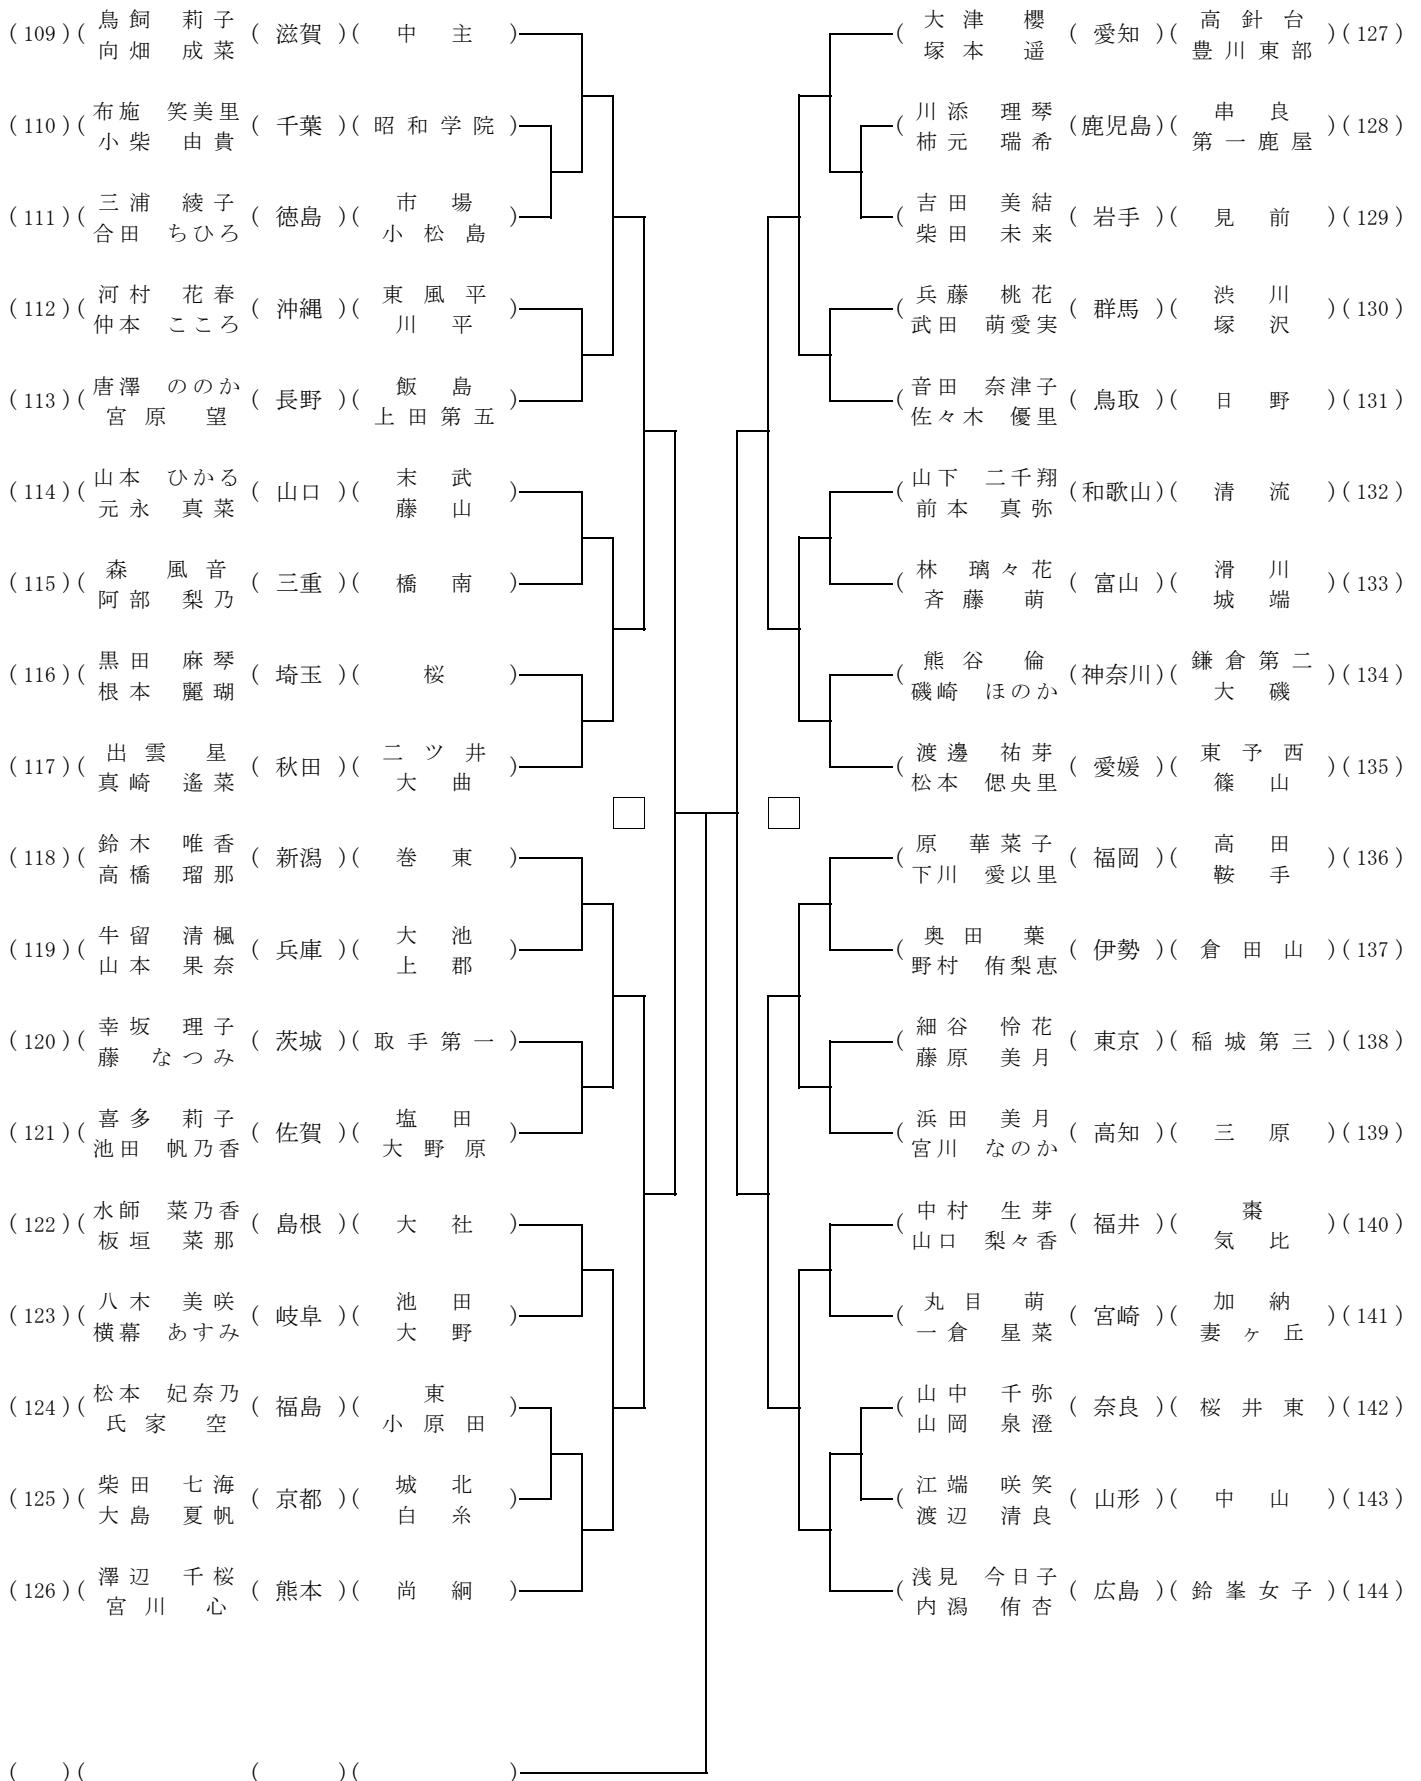 (109)( 鳥飼 莉子 向畑 成菜 ( 滋賀 )( 中主 )
(110)( 布施 笑美里 小柴 由貴 ( 千葉 )( 昭和学院 )
(111)( 三浦 綾子 合田 ちひろ ( 徳島 )( 市場 小松島 )
(112)( 河村 花春 仲本 こころ ( 沖縄 )( 東風平 川平 )
(113)( 唐澤 ののか 宮原 望 ( 長野 )( 飯島 上田第五 )
(114)( 山本 ひかる 元永 真菜 ( 山口 )( 末武 藤山 )
(115)( 森 風音 阿部 梨乃 ( 三重 )( 橋南 )
(116)( 黒田 麻琴 根本 麗瑚 ( 埼玉 )( 桜 )
(117)( 出雲 星 真崎 遙菜 ( 秋田 )( 二ツ井 大曲 )
(118)( 鈴木 唯香 高橋 瑠那 ( 新潟 )( 巻東 )
(119)( 牛留 清楓 山本 果奈 ( 兵庫 )( 大池 上郡 )
(120)( 幸坂 理子 藤 なつみ ( 茨城 )( 取手第一 )
(121)( 喜多 莉子 池田 帆乃香 ( 佐賀 )( 塩田 大野原 )
(122)( 水師 菜乃香 板垣 菜那 ( 島根 )( 大社 )
(123)( 八木 美咲 横幕 あすみ ( 岐阜 )( 池田 大野 )
(124)( 松本 妃奈乃 氏家 空 ( 福島 )( 東 小原田 )
(125)( 柴田 七海 大島 夏帆 ( 京都 )( 城北 白糸 )
(126)( 澤辺 千桜 宮川 心 ( 熊本 )( 尚絅 )
( )( ( )( )
( 大津 櫻 塚本 遥 ( 愛知 )( 高針台 豊川東部 )(127)
( 川添 理琴 柿元 瑞希 (鹿児島)( 串良 第一鹿屋 )(128)
( 吉田 美結 柴田 未来 ( 岩手 )( 見前 )(129)
( 兵藤 桃花 武田 萌愛実 ( 群馬 )( 渋川 塚沢 )(130)
( 音田 奈津子 佐々木 優里 ( 鳥取 )( 日野 )(131)
( 山下 二千翔 前本 真弥 (和歌山)( 清流 )(132)
( 林 璃々花 斉藤 萌 ( 富山 )( 滑川 城端 )(133)
( 熊谷 倫 磯崎 ほのか (神奈川)( 鎌倉第二 大磯 )(134)
( 渡邊 祐芽 松本 偲央里 ( 愛媛 )( 東予西 篠山 )(135)
( 原 華菜子 下川 愛以里 ( 福岡 )( 高田 鞍手 )(136)
( 奥田 葉 野村 侑梨恵 ( 伊勢 )( 倉田山 )(137)
( 細谷 怜花 藤原 美月 ( 東京 )( 稲城第三 )(138)
( 浜田 美月 宮川 なのか ( 高知 )( 三原 )(139)
( 中村 生芽 山口 梨々香 ( 福井 )( 棗 気比 )(140)
( 丸目 萌 一倉 星菜 ( 宮崎 )( 加納 妻ヶ丘 )(141)
( 山中 千弥 山岡 泉澄 ( 奈良 )( 桜井東 )(142)
( 江端 咲笑 渡辺 清良 ( 山形 )( 中山 )(143)
( 浅見 今日子 内潟 侑杏 ( 広島 )( 鈴峯女子 )(144)